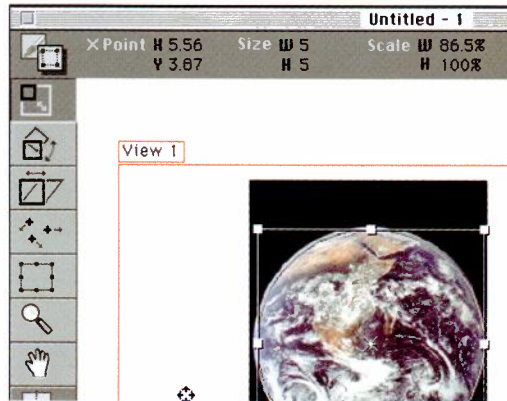 Untitled - 1
Point X 5.56 Size W 5 Scale W 86.5%
Y 3.87 H 5 H 100%
View 1